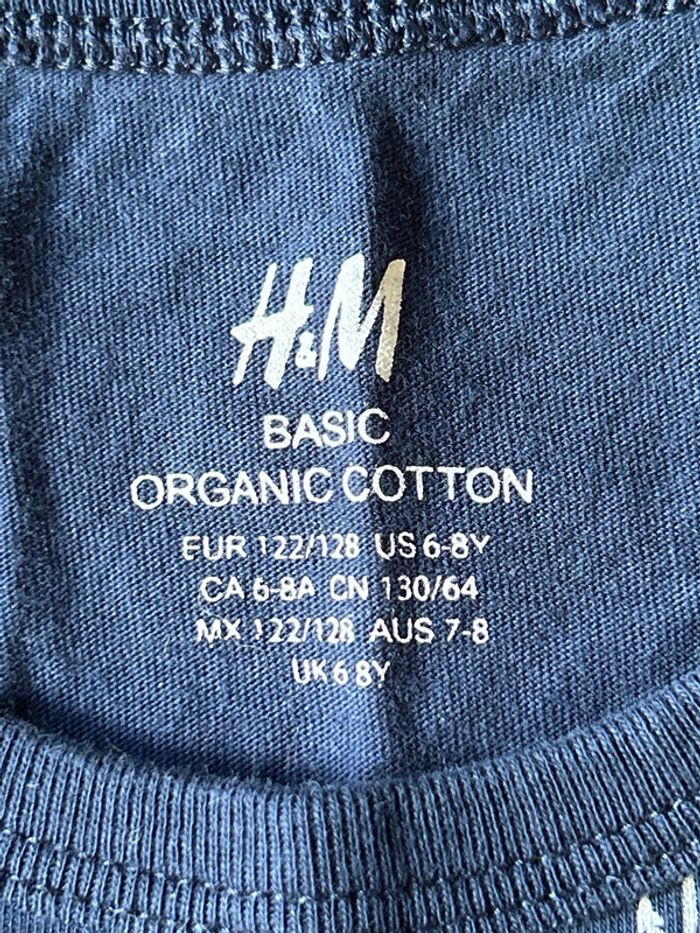 H&M
BASIC
ORGANIC COTTON
EUR 122/128 US 6-8Y
CA 6-8A CN 130/64
MX 122/128 AUS 7-8
UK 6 8Y